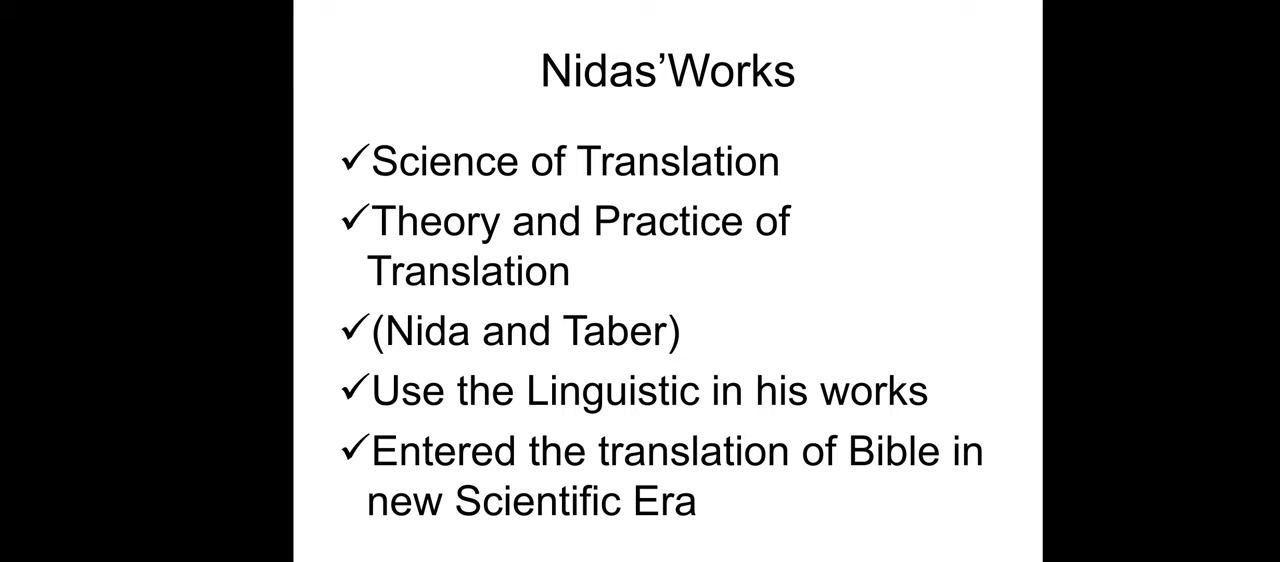 Nidas’Works
✓Science of Translation
✓Theory and Practice of
Translation
✓(Nida and Taber)
✓Use the Linguistic in his works
✓Entered the translation of Bible in
new Scientific Era